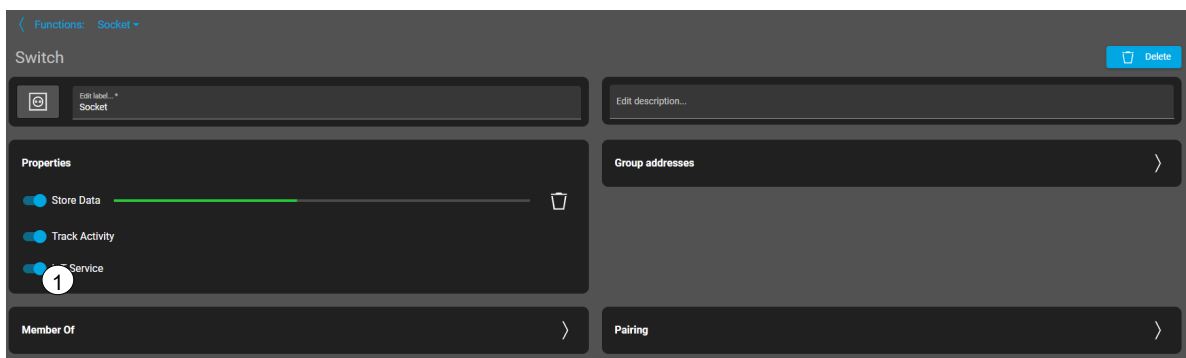 Functions: Socket
Switch
Delete
Edit label... *
Socket
Edit description...
Properties
Group addresses
Store Data
Track Activity
Service
1
Member Of
Pairing